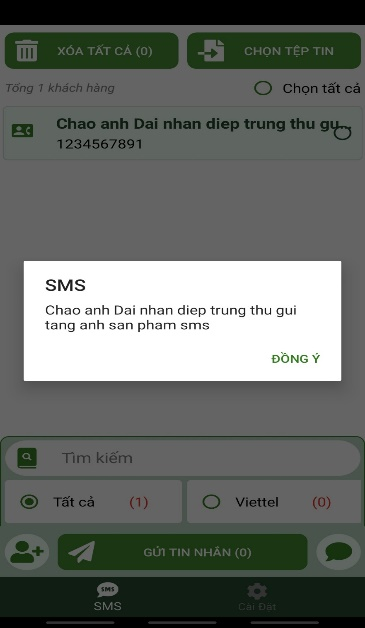 XÓA TẤT CẢ (0)
CHỌN TỆP TIN
Tổng 1 khách hàng
Chọn tất cả
Chao anh Dai nhan diep trung thu gu...
1234567891
SMS
Chao anh Dai nhan diep trung thu gui
tang anh san pham sms
ĐỒNG Ý
Tìm kiếm
Tất cả (1)
Viettel (0)
GỬI TIN NHẮN (0)
SMS
SMS
Cài Đặt